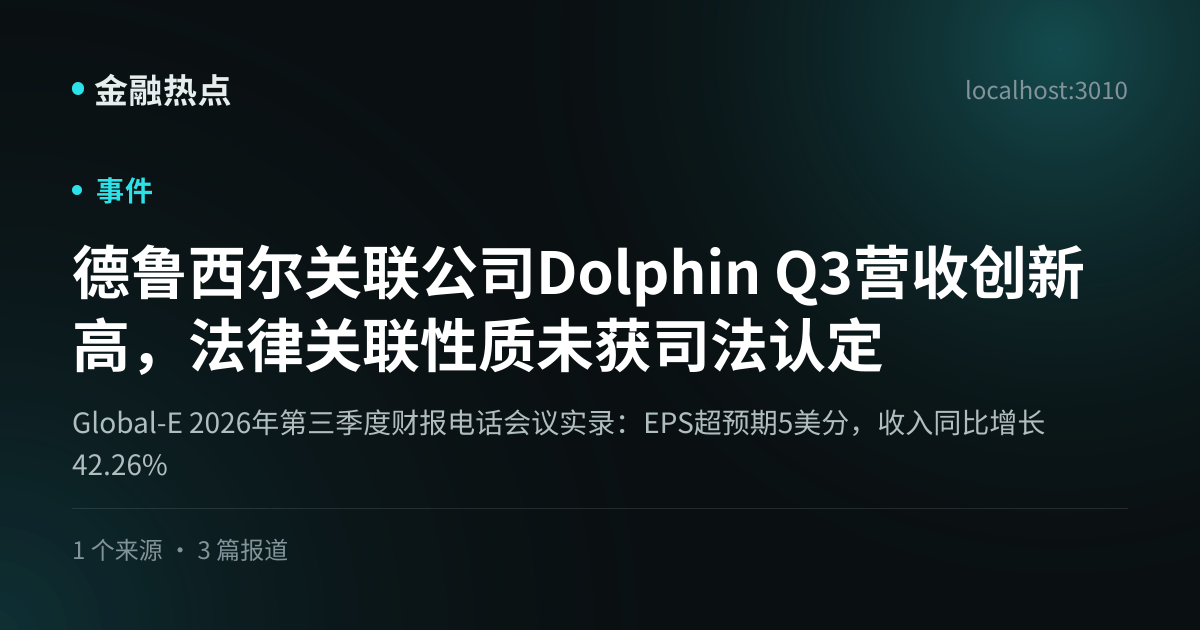 金融热点
localhost:3010
事件
德鲁西尔关联公司Dolphin Q3营收创新
高，法律关联性质未获司法认定
Global-E 2026年第三季度财报电话会议实录：EPS超预期5美分，收入同比增长
42.26%
1 个来源 · 3 篇报道